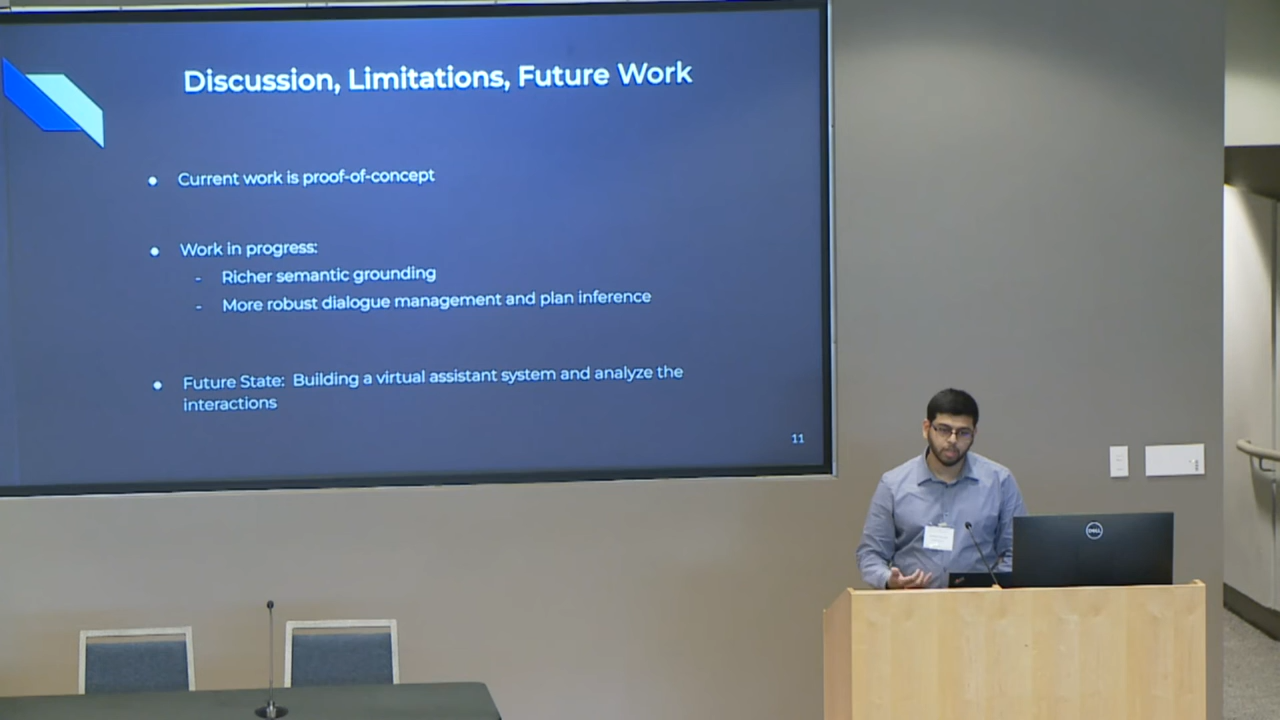 Discussion, Limitations, Future Work
● Current work is proof-of-concept
● Work in progress:
- Richer semantic grounding
- More robust dialogue management and plan inference
● Future State: Building a virtual assistant system and analyze the
interactions
11
DELL